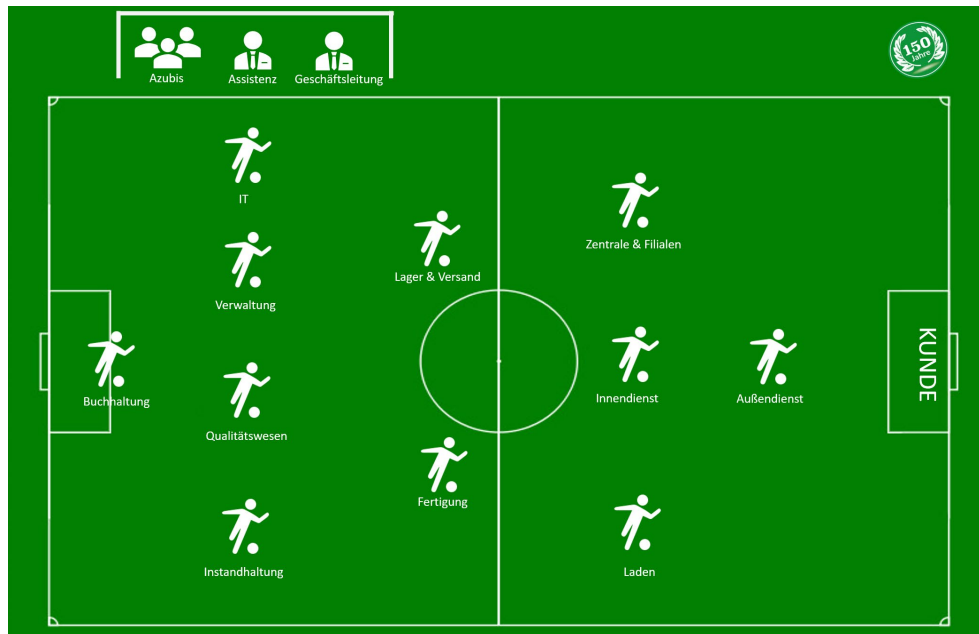 Azubis
Assistenz
Geschäftsleitung
150
Jahre
IT
Verwaltung
Lager & Versand
Zentrale & Filialen
Buchhaltung
Qualitätswesen
Innendienst
Außendienst
KUNDE
Fertigung
Instandhaltung
Laden